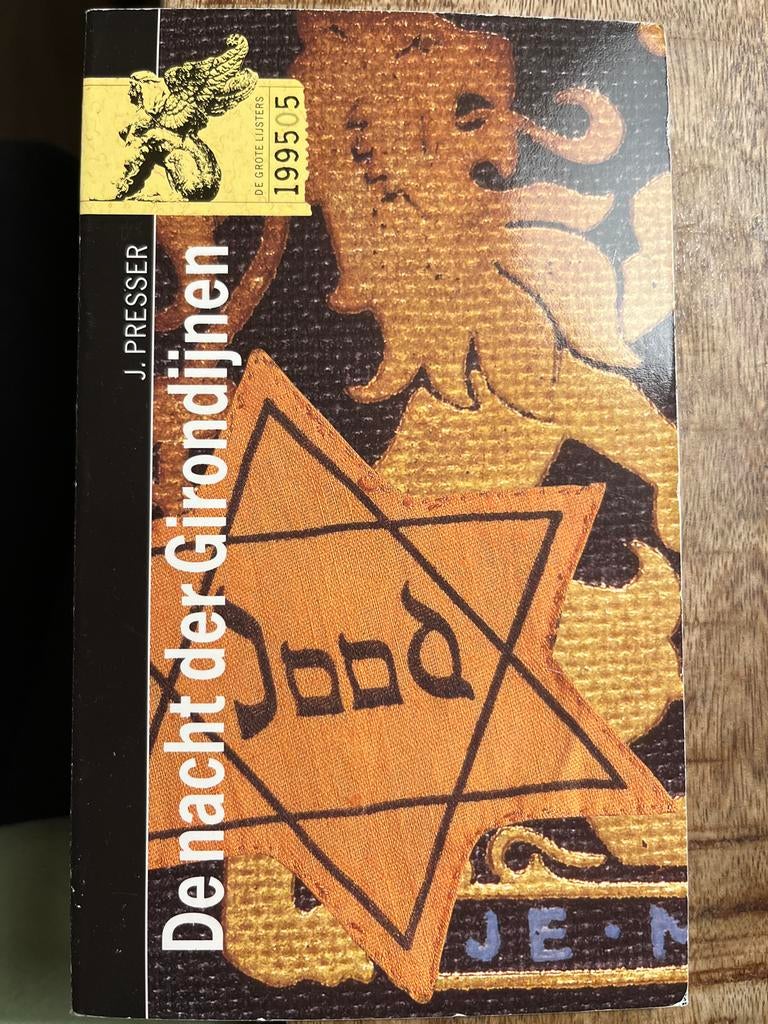 DE GROTE LIJSTERS
1995 05
J. PRESSER
De nacht der Girondijnen
Jood
JE · M